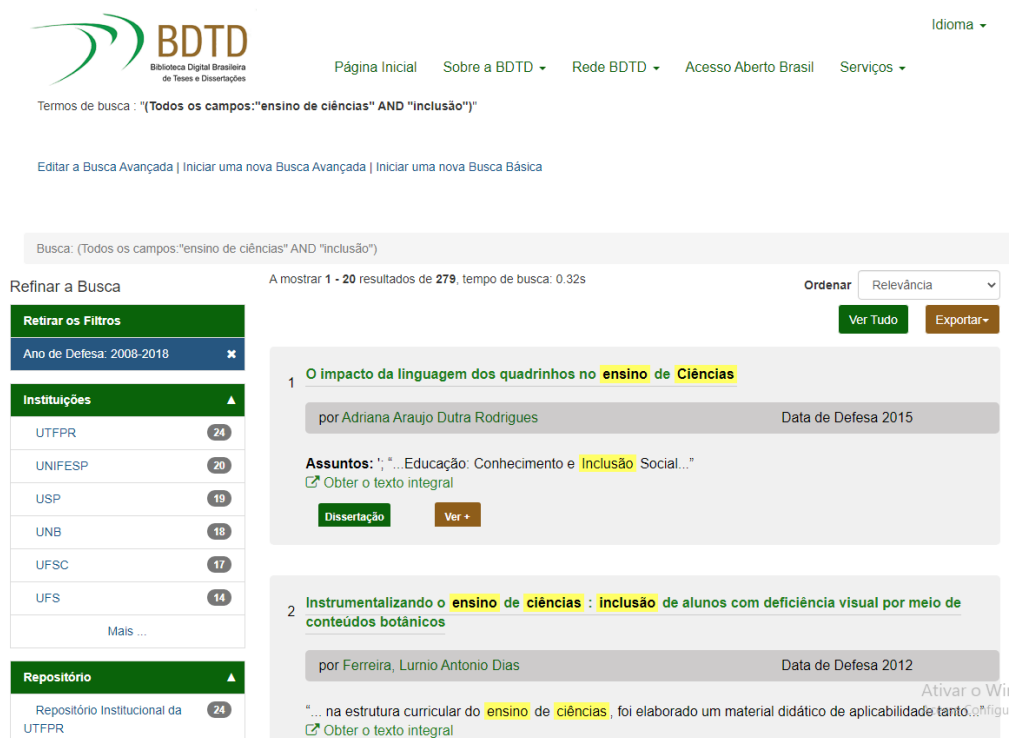 BDTD
Biblioteca Digital Brasileira
de Teses e Dissertações
Idioma
Página Inicial Sobre a BDTD Rede BDTD Acesso Aberto Brasil Serviços
Termos de busca : "(Todos os campos:"ensino de ciências" AND "inclusão")"
Editar a Busca Avançada | Iniciar uma nova Busca Avançada | Iniciar uma nova Busca Básica
Busca: (Todos os campos:"ensino de ciências" AND "inclusão")
Refinar a Busca
Retirar os Filtros
Ano de Defesa: 2008-2018 ✖
Instituições ▲
UTFPR 24
UNIFESP 20
USP 19
UNB 18
UFSC 17
UFS 14
Mais ...
Repositório ▲
Repositório Institucional da 24
UTFPR
A mostrar 1 - 20 resultados de 279, tempo de busca: 0.32s
Ordenar Relevância
Ver Tudo Exportar
1 O impacto da linguagem dos quadrinhos no ensino de Ciências
por Adriana Araujo Dutra Rodrigues Data de Defesa 2015
Assuntos: '; “...Educação: Conhecimento e Inclusão Social...”
Obter o texto integral
Dissertação Ver +
2 Instrumentalizando o ensino de ciências : inclusão de alunos com deficiência visual por meio de
conteúdos botânicos
por Ferreira, Lurnio Antonio Dias Data de Defesa 2012
“... na estrutura curricular do ensino de ciências, foi elaborado um material didático de aplicabilidade tanto...”
Obter o texto integral
Ativar o Wi